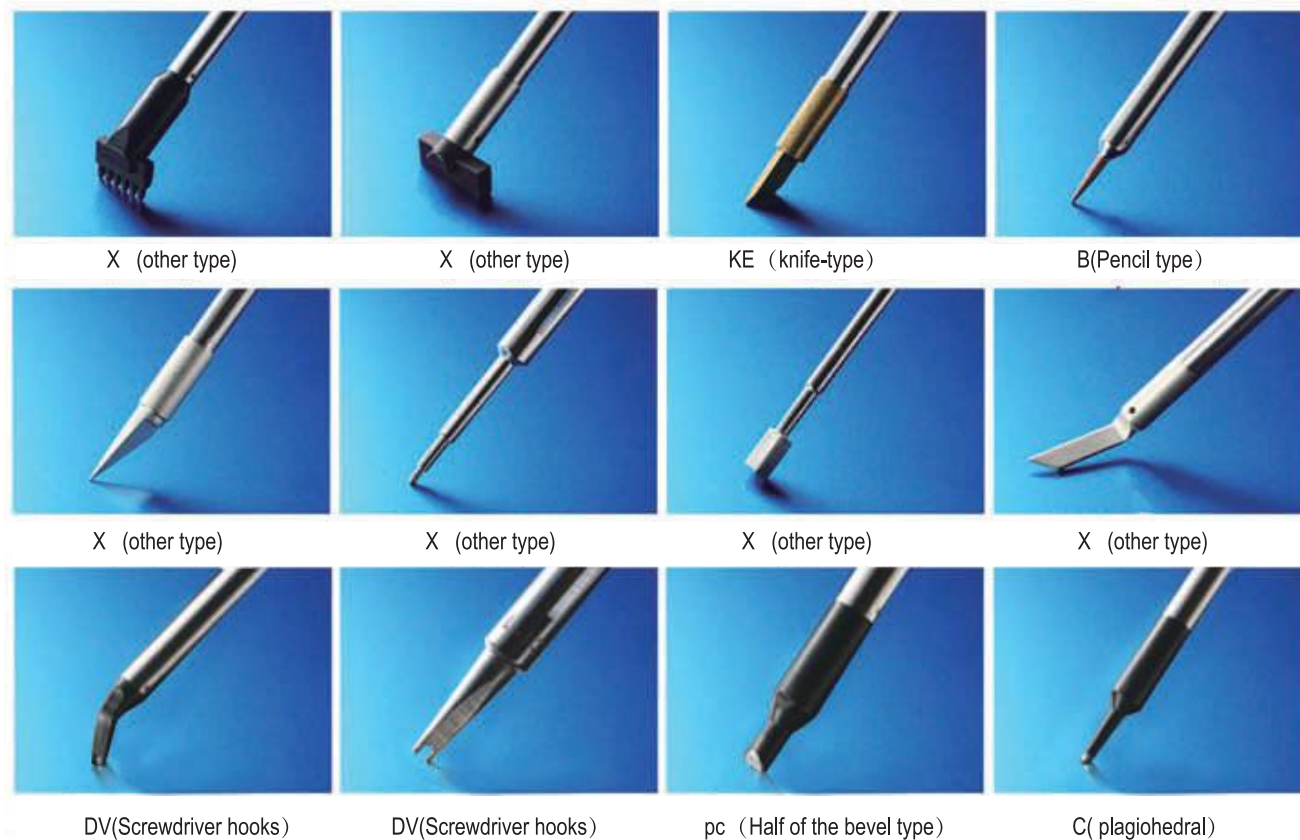 X (other type)
X (other type)
KE（knife-type）
B(Pencil type）
X (other type)
X (other type)
X (other type)
X (other type)
DV(Screwdriver hooks）
DV(Screwdriver hooks）
pc（Half of the bevel type）
C( plagiohedral）